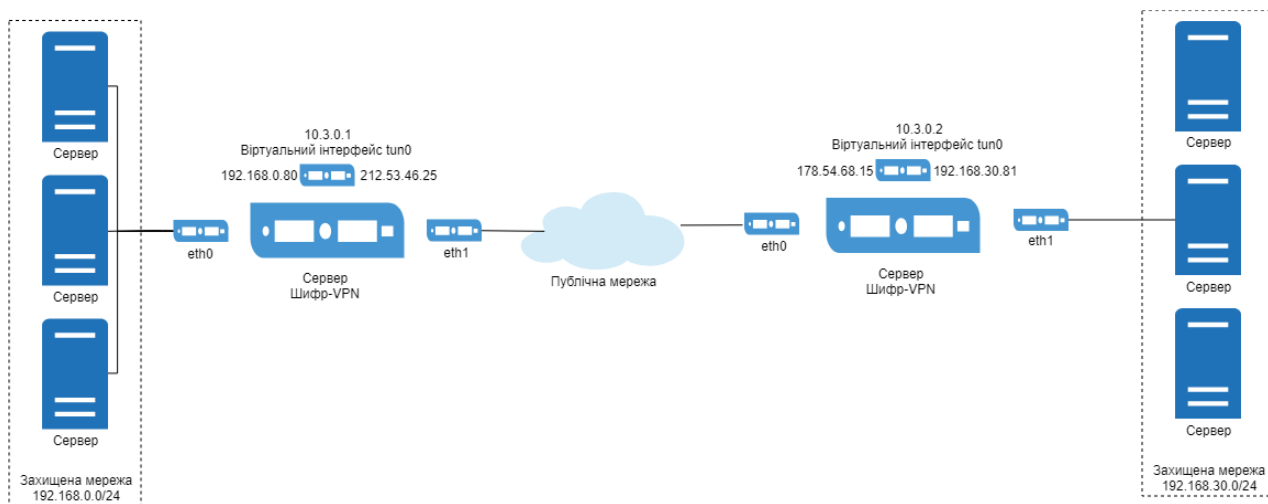 Сервер
Сервер
Сервер
Захищена мережа
192.168.0.0/24
10.3.0.1
Віртуальний інтерфейс tun0
192.168.0.80
212.53.46.25
eth0
eth1
Сервер
Шифр-VPN
Публічна мережа
10.3.0.2
Віртуальний інтерфейс tun0
178.54.68.15
192.168.30.81
eth0
eth1
Сервер
Шифр-VPN
Сервер
Сервер
Сервер
Захищена мережа
192.168.30.0/24